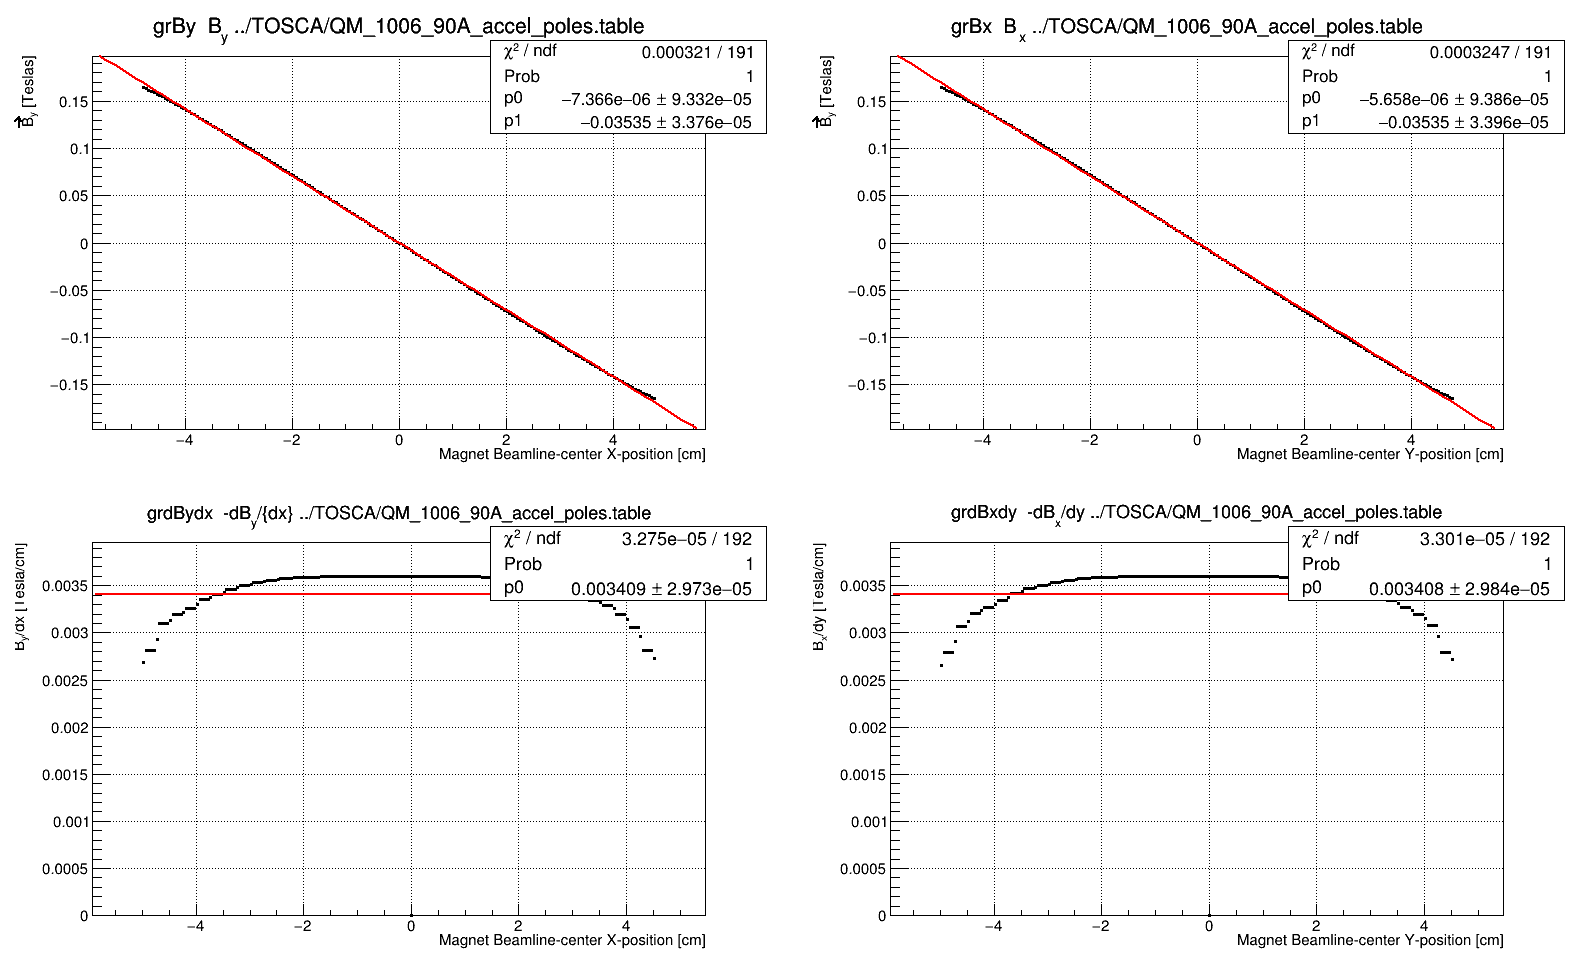 grBy B_y ../TOSCA/QM_1006_90A_accel_poles.table
χ² / ndf 0.000321 / 191
Prob 1
p0 −7.366e−06 ± 9.332e−05
p1 −0.03535 ± 3.376e−05
B_y [Teslas]
0.15
0.1
0.05
0
−0.05
−0.1
−0.15
−4 −2 0 2 4
Magnet Beamline-center X-position [cm]
grBx B_x ../TOSCA/QM_1006_90A_accel_poles.table
χ² / ndf 0.0003247 / 191
Prob 1
p0 −5.658e−06 ± 9.386e−05
p1 −0.03535 ± 3.396e−05
B_y [Teslas]
0.15
0.1
0.05
0
−0.05
−0.1
−0.15
−4 −2 0 2 4
Magnet Beamline-center Y-position [cm]
grdBydx -dB_y/{dx} ../TOSCA/QM_1006_90A_accel_poles.table
χ² / ndf 3.275e−05 / 192
Prob 1
p0 0.003409 ± 2.973e−05
B_y/dx [Tesla/cm]
0.0035
0.003
0.0025
0.002
0.0015
0.001
0.0005
0
−4 −2 0 2 4
Magnet Beamline-center X-position [cm]
grdBxdy -dB_x/dy ../TOSCA/QM_1006_90A_accel_poles.table
χ² / ndf 3.301e−05 / 192
Prob 1
p0 0.003408 ± 2.984e−05
B_x/dy [Tesla/cm]
0.0035
0.003
0.0025
0.002
0.0015
0.001
0.0005
0
−4 −2 0 2 4
Magnet Beamline-center Y-position [cm]